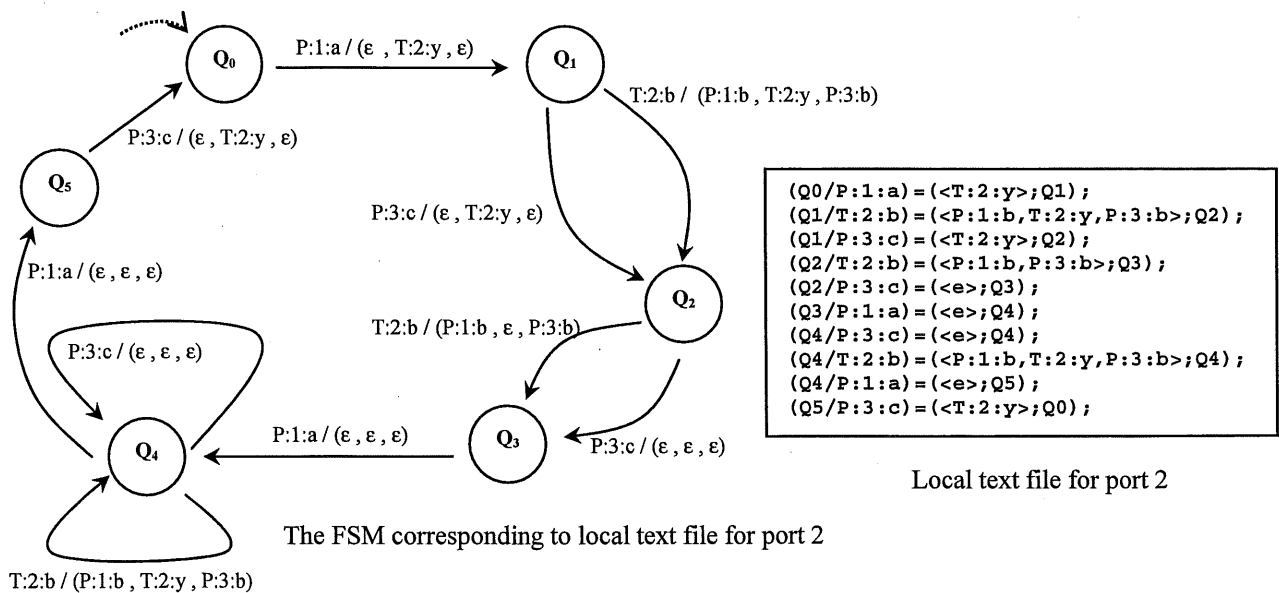 Q0
P:1:a / (ε , T:2:y , ε)
Q1
T:2:b / (P:1:b , T:2:y , P:3:b)
P:3:c / (ε , T:2:y , ε)
Q5
P:3:c / (ε , T:2:y , ε)
P:1:a / (ε, ε, ε)
Q2
T:2:b / (P:1:b , ε , P:3:b)
P:3:c / (ε, ε, ε)
Q4
P:1:a / (ε, ε, ε)
Q3
P:3:c / (ε, ε, ε)
T:2:b / (P:1:b , T:2:y , P:3:b)
The FSM corresponding to local text file for port 2
(Q0/P:1:a)=(<T:2:y>;Q1);
(Q1/T:2:b)=(<P:1:b,T:2:y,P:3:b>;Q2);
(Q1/P:3:c)=(<T:2:y>;Q2);
(Q2/T:2:b)=(<P:1:b,P:3:b>;Q3);
(Q2/P:3:c)=(<e>;Q3);
(Q3/P:1:a)=(<e>;Q4);
(Q4/P:3:c)=(<e>;Q4);
(Q4/T:2:b)=(<P:1:b,T:2:y,P:3:b>;Q4);
(Q4/P:1:a)=(<e>;Q5);
(Q5/P:3:c)=(<T:2:y>;Q0);
Local text file for port 2